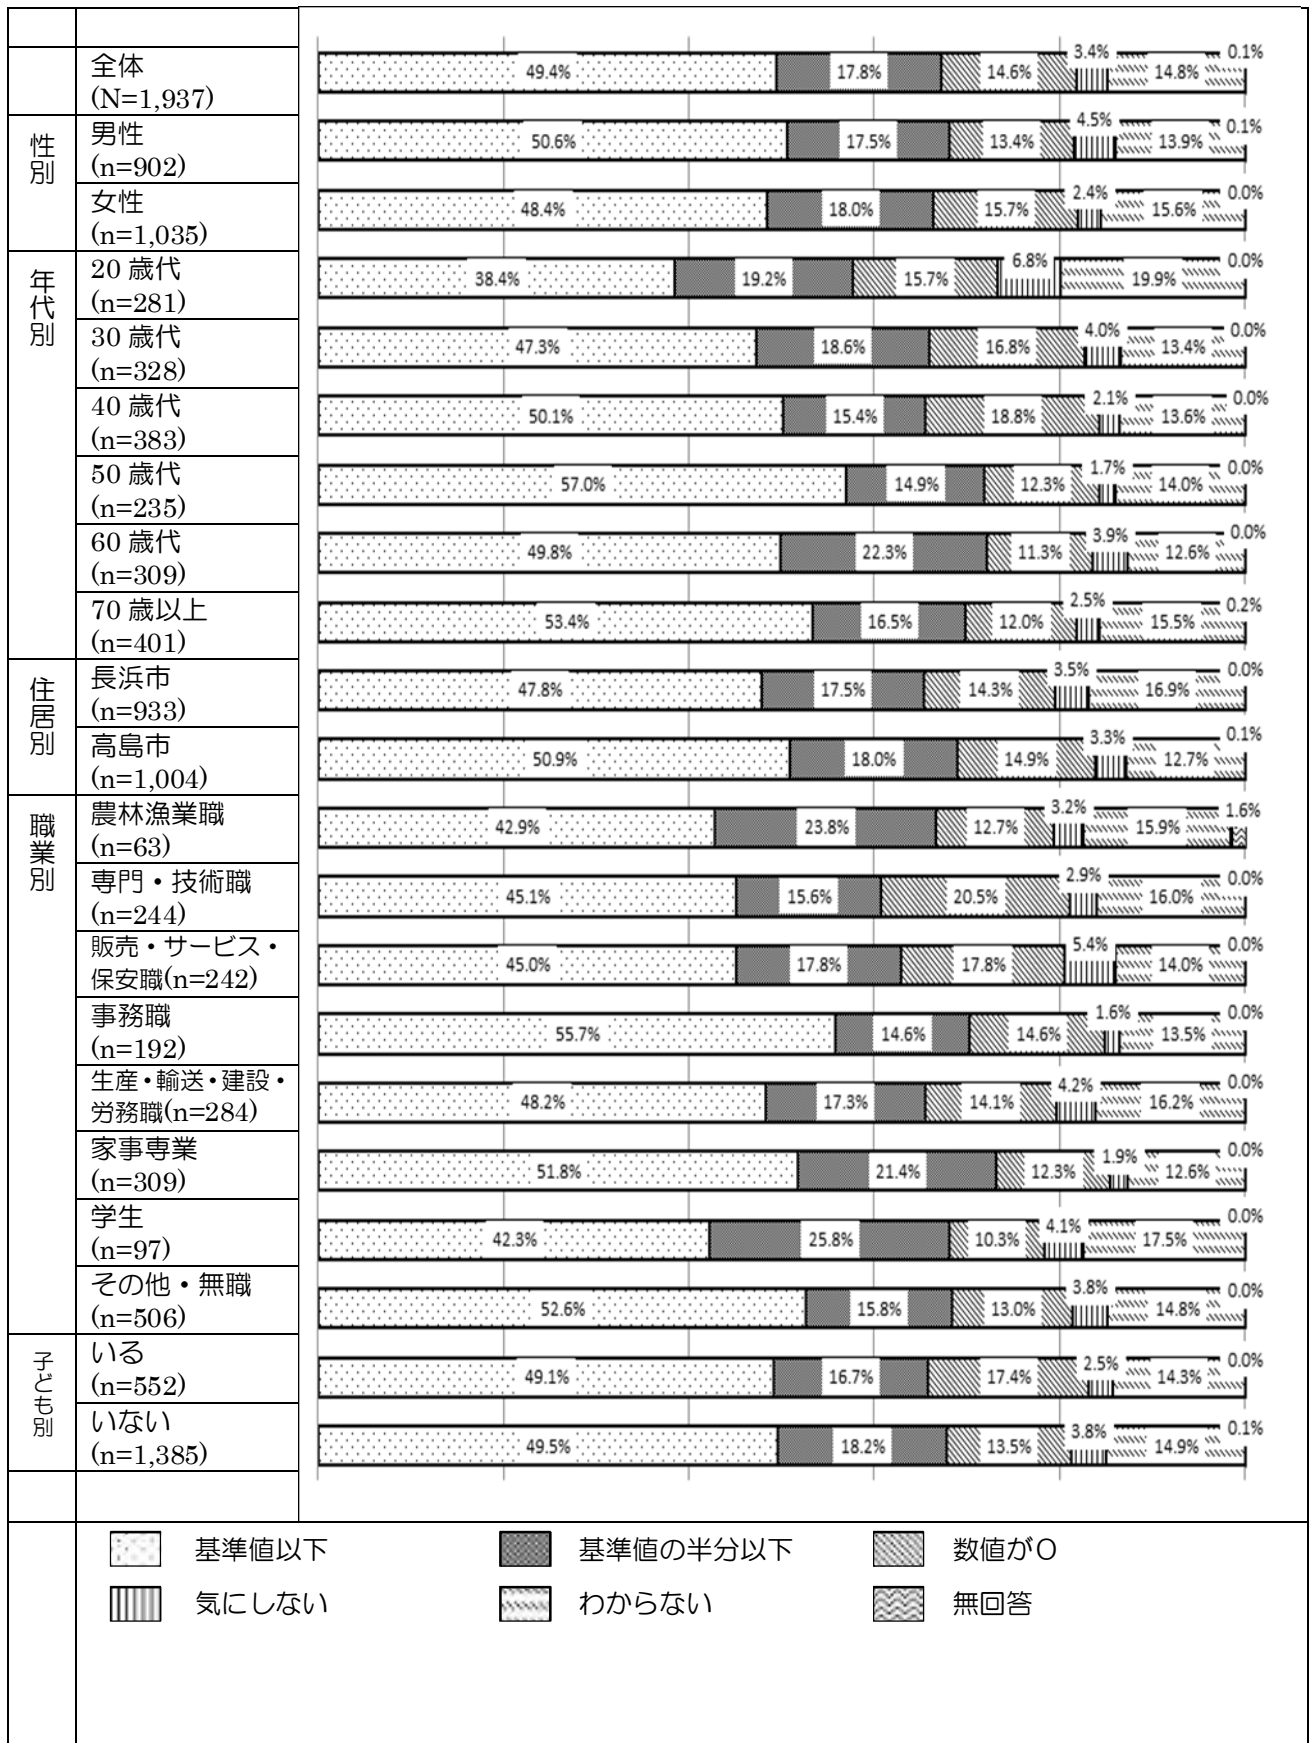 全体
(N=1,937)
49.4%
17.8%
14.6%
3.4%
14.8%
0.1%
性別
男性
(n=902)
50.6%
17.5%
13.4%
4.5%
13.9%
0.1%
女性
(n=1,035)
48.4%
18.0%
15.7%
2.4%
15.6%
0.0%
年代別
20 歳代
(n=281)
38.4%
19.2%
15.7%
6.8%
19.9%
0.0%
30 歳代
(n=328)
47.3%
18.6%
16.8%
4.0%
13.4%
0.0%
40 歳代
(n=383)
50.1%
15.4%
18.8%
2.1%
13.6%
0.0%
50 歳代
(n=235)
57.0%
14.9%
12.3%
1.7%
14.0%
0.0%
60 歳代
(n=309)
49.8%
22.3%
11.3%
3.9%
12.6%
0.0%
70 歳以上
(n=401)
53.4%
16.5%
12.0%
2.5%
15.5%
0.2%
住居別
長浜市
(n=933)
47.8%
17.5%
14.3%
3.5%
16.9%
0.0%
高島市
(n=1,004)
50.9%
18.0%
14.9%
3.3%
12.7%
0.1%
職業別
農林漁業職
(n=63)
42.9%
23.8%
12.7%
3.2%
15.9%
1.6%
専門・技術職
(n=244)
45.1%
15.6%
20.5%
2.9%
16.0%
0.0%
販売・サービス・
保安職(n=242)
45.0%
17.8%
17.8%
5.4%
14.0%
0.0%
事務職
(n=192)
55.7%
14.6%
14.6%
1.6%
13.5%
0.0%
生産・輸送・建設・
労務職(n=284)
48.2%
17.3%
14.1%
4.2%
16.2%
0.0%
家事専業
(n=309)
51.8%
21.4%
12.3%
1.9%
12.6%
0.0%
学生
(n=97)
42.3%
25.8%
10.3%
4.1%
17.5%
0.0%
その他・無職
(n=506)
52.6%
15.8%
13.0%
3.8%
14.8%
0.0%
子ども別
いる
(n=552)
49.1%
16.7%
17.4%
2.5%
14.3%
0.0%
いない
(n=1,385)
49.5%
18.2%
13.5%
3.8%
14.9%
0.1%
基準値以下
基準値の半分以下
数値が０
気にしない
わからない
無回答